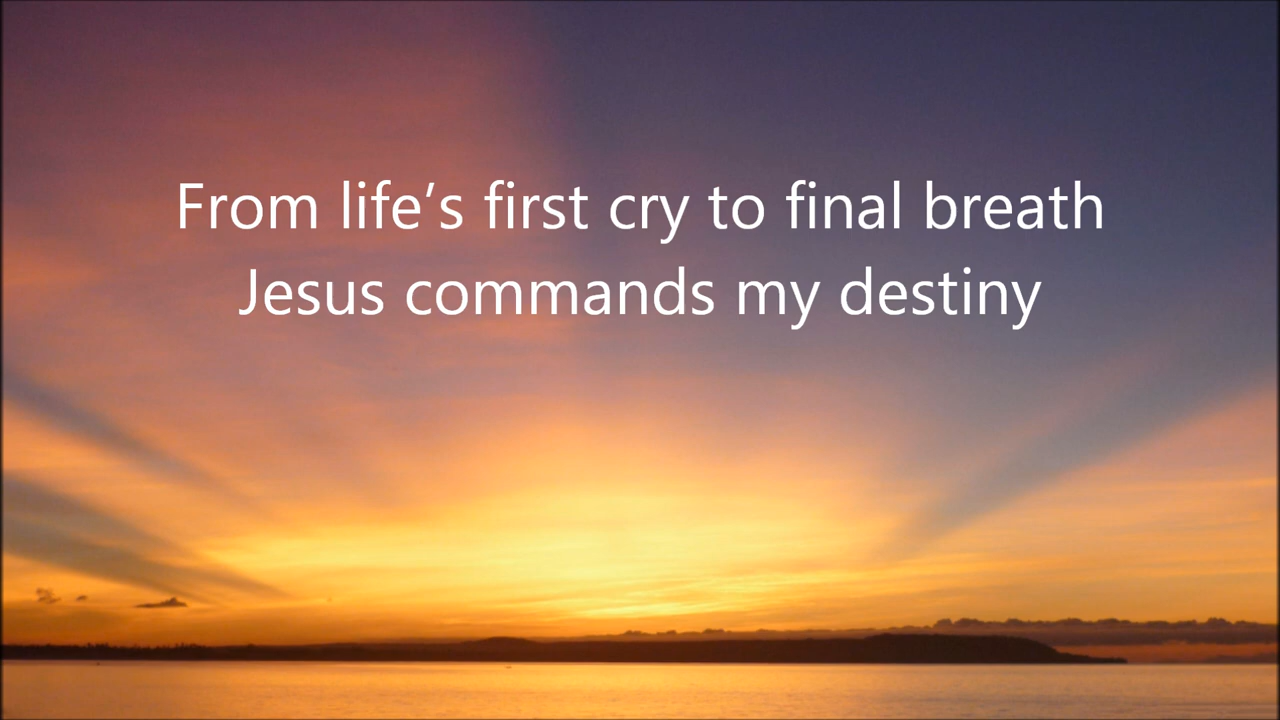 From life’s first cry to final breath
Jesus commands my destiny